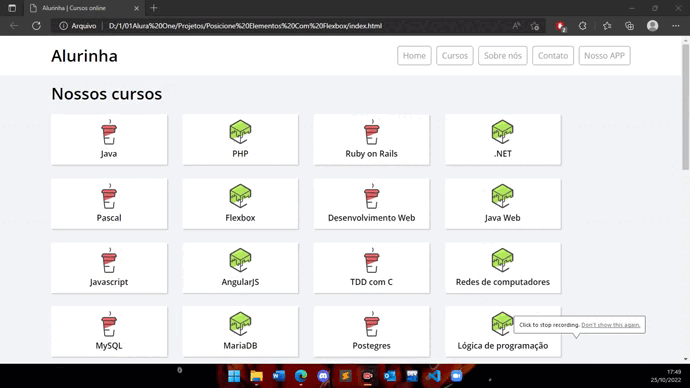 Alurinha | Cursos online
Arquivo | D:/1/01Alura%20One/Projetos/Posicione%20Elementos%20Com%20Flexbox/index.html
2
Alurinha
Home Cursos Sobre nós Contato Nosso APP
Nossos cursos
Java PHP Ruby on Rails .NET
Pascal Flexbox Desenvolvimento Web Java Web
Javascript AngularJS TDD com C Redes de computadores
Click to stop recording. Don't show this again.
MySQL MariaDB Postegres Lógica de programação
17:49
25/10/2022